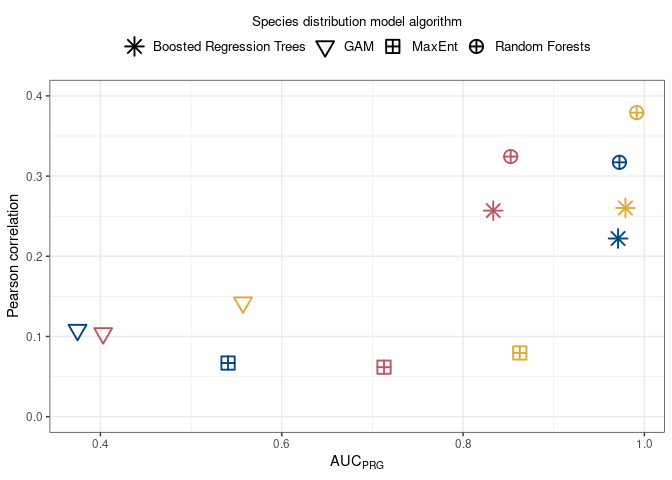 Species distribution model algorithm
Boosted Regression Trees GAM MaxEnt Random Forests
0.4
0.3
0.2
0.1
0.0
Pearson correlation
0.4 0.6 0.8 1.0
AUCPRG